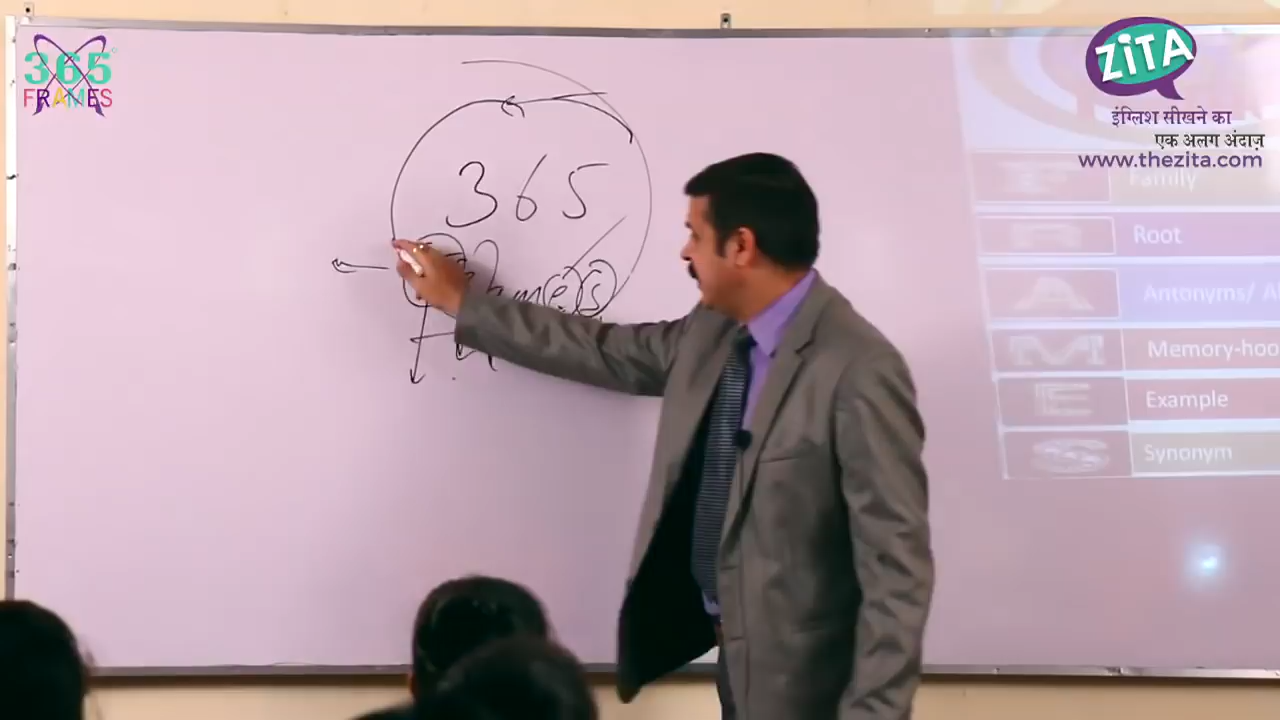 365
FRAMES
ZiTA
इंग्लिश सीखने का
एक अलग अंदाज़
www.thezita.com
365
F Family
R Root
A Antonyms/ A
M Memory-hoo
E Example
S Synonym